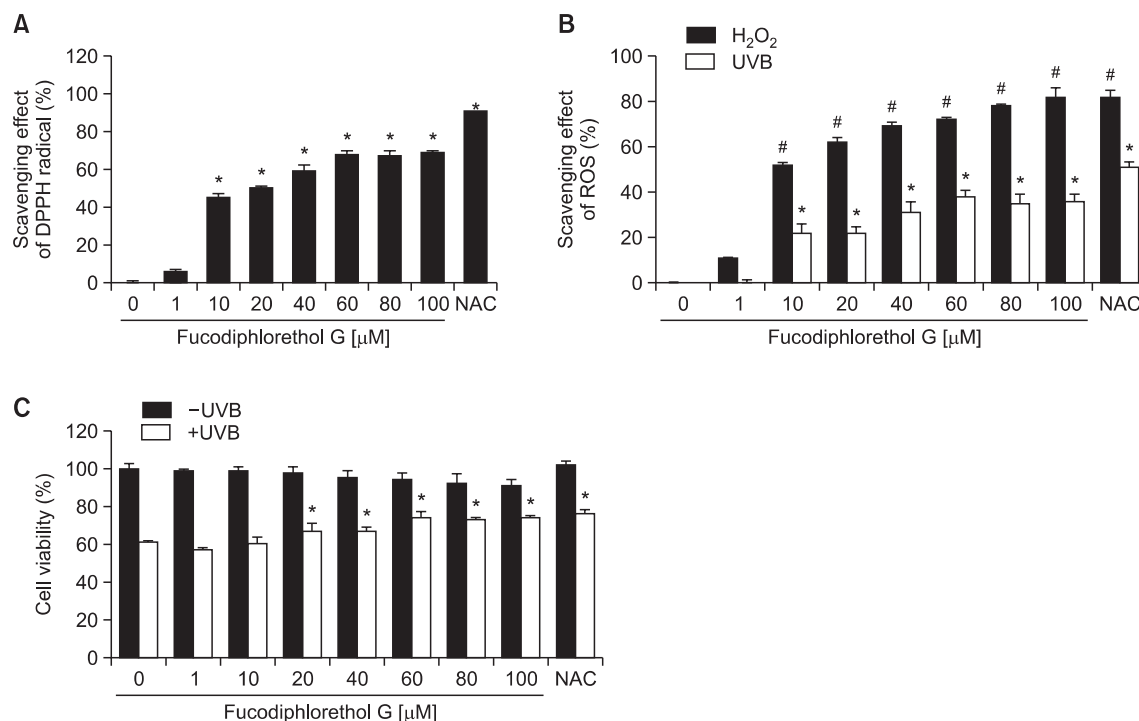 A
Scavenging effect
of DPPH radical (%)
120
100
80
60
40
20
0
* * * * * * *
0 1 10 20 40 60 80 100 NAC
Fucodiphlorethol G [μM]
B
H₂O₂
UVB
Scavenging effect
of ROS (%)
100
80
60
40
20
0
# # # # # # #
* * * * * * *
0 1 10 20 40 60 80 100 NAC
Fucodiphlorethol G [μM]
C
−UVB
+UVB
Cell viability (%)
120
100
80
60
40
20
0
* * * * * *
0 1 10 20 40 60 80 100 NAC
Fucodiphlorethol G [μM]